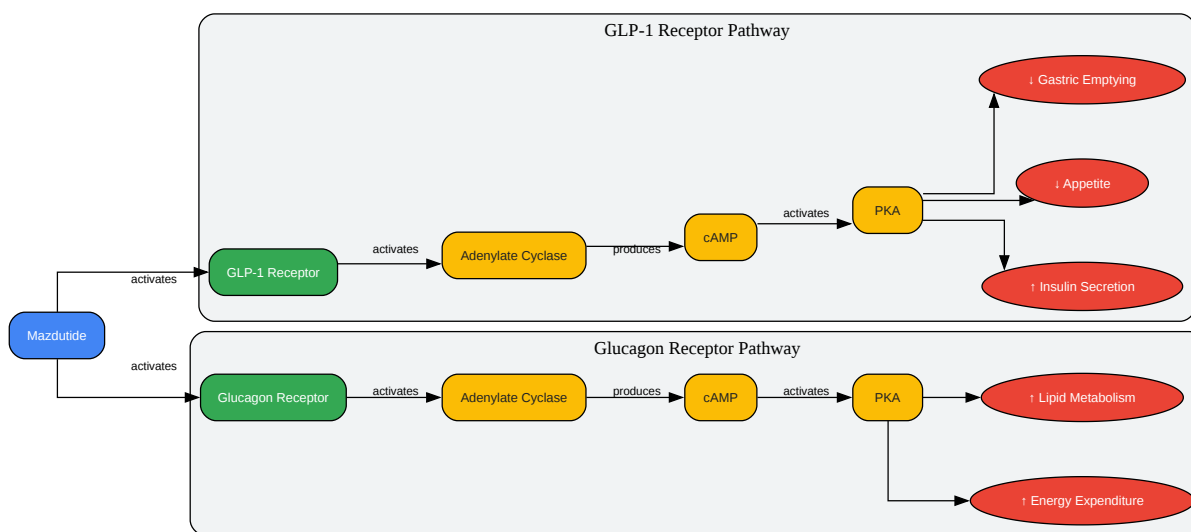 GLP-1 Receptor Pathway
↓ Gastric Emptying
↓ Appetite
activates
PKA
cAMP
activates
produces
Adenylate Cyclase
GLP-1 Receptor
activates
↑ Insulin Secretion
Mazdutide
Glucagon Receptor Pathway
activates
Glucagon Receptor
activates
Adenylate Cyclase
produces
cAMP
activates
PKA
↑ Lipid Metabolism
↑ Energy Expenditure